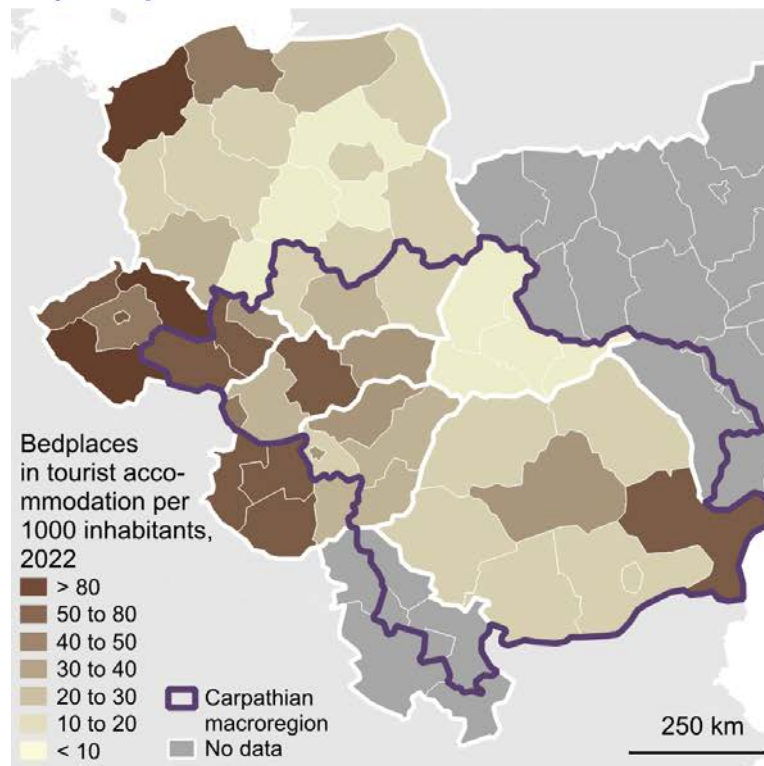 Bedplaces
in tourist acco-
mmodation per
1000 inhabitants,
2022
> 80
50 to 80
40 to 50
30 to 40
20 to 30
10 to 20
< 10
Carpathian
macroregion
No data
250 km